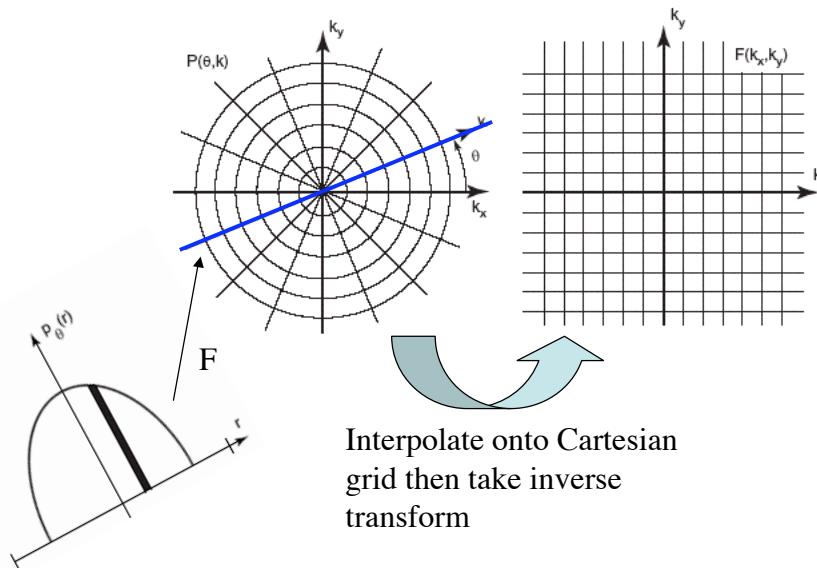 k_y
P(θ,k)
θ
k_x
k_y
F(k_x,k_y)
k
P_θ(r)
r
F
Interpolate onto Cartesian
grid then take inverse
transform